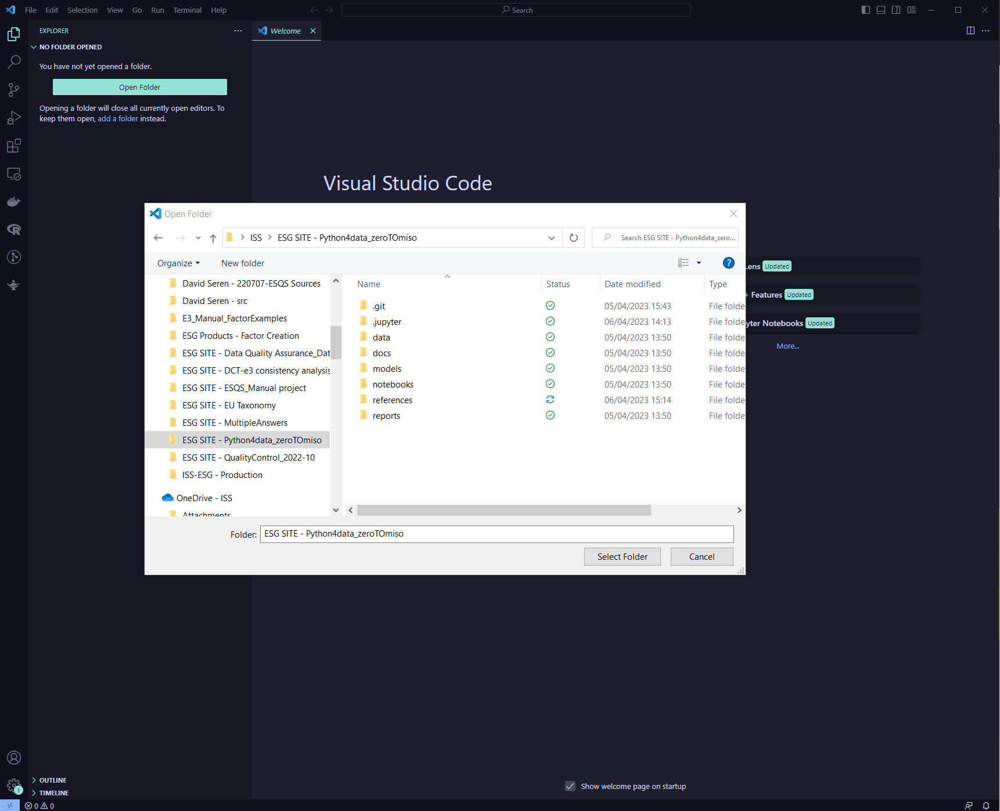 File Edit Selection View Go Run Terminal Help
Search
EXPLORER
Welcome
NO FOLDER OPENED
You have not yet opened a folder.
Open Folder
Opening a folder will close all currently open editors. To
keep them open, add a folder instead.
Visual Studio Code
Open Folder
ISS
ESG SITE - Python4data_zeroTOmiso
Search ESG SITE - Python4data_zero...
Organize
New folder
?
David Seren - 220707-ESQS Sources
David Seren - src
E3_Manual_FactorExamples
ESG Products - Factor Creation
ESG SITE - Data Quality Assurance_Dat
ESG SITE - DCT-e3 consistency analysis
ESG SITE - ESQS_Manual project
ESG SITE - EU Taxonomy
ESG SITE - MultipleAnswers
ESG SITE - Python4data_zeroTOmiso
ESG SITE - QualityControl_2022-10
ISS-ESG - Production
OneDrive - ISS
Attachments
Name Status Date modified Type
.git 05/04/2023 15:43 File folde
.jupyter 06/04/2023 14:13 File folde
data 05/04/2023 13:50 File folde
docs 05/04/2023 13:50 File folde
models 05/04/2023 13:50 File folde
notebooks 05/04/2023 13:50 File folde
references 06/04/2023 15:14 File folde
reports 05/04/2023 13:50 File folde
Folder: ESG SITE - Python4data_zeroTOmiso
Select Folder
Cancel
Lens Updated
+ Features Updated
yter Notebooks Updated
More...
Show welcome page on startup
OUTLINE
1
TIMELINE
0 0